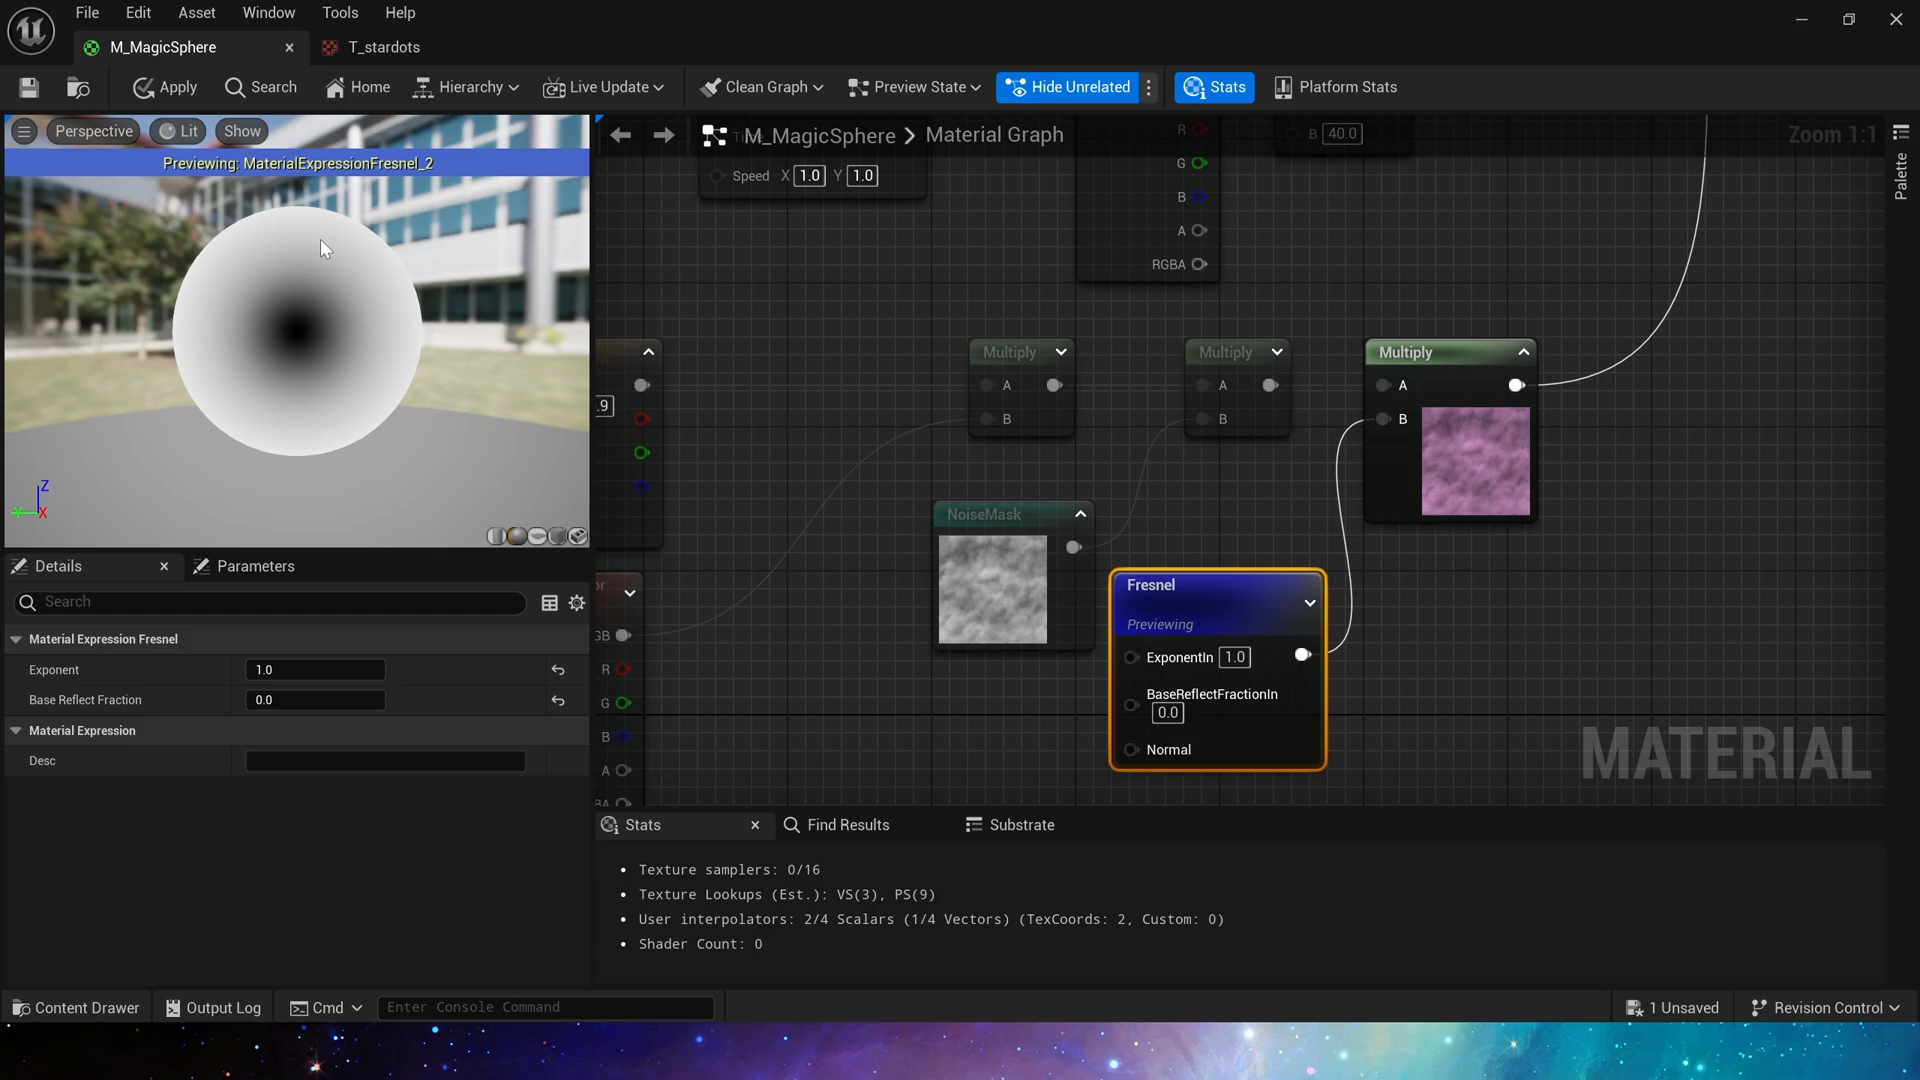 File Edit Asset Window Tools Help
M_MagicSphere T_stardots
Apply Search Home Hierarchy Live Update Clean Graph Preview State Hide Unrelated Stats Platform Stats
Perspective Lit Show
Previewing: MaterialExpressionFresnel_2
Z
X
M_MagicSphere > Material Graph
Zoom 1:1
Palette
Speed X 1.0 Y 1.0
R
G
B
A
RGBA
B 40.0
.9
Multiply
A
B
Multiply
A
B
Multiply
A
B
NoiseMask
Fresnel
Previewing
ExponentIn 1.0
BaseReflectFractionIn
0.0
Normal
or
GB
R
G
B
A
BA
MATERIAL
Details Parameters
Search
Material Expression Fresnel
Exponent 1.0
Base Reflect Fraction 0.0
Material Expression
Desc
Stats Find Results Substrate
• Texture samplers: 0/16
• Texture Lookups (Est.): VS(3), PS(9)
• User interpolators: 2/4 Scalars (1/4 Vectors) (TexCoords: 2, Custom: 0)
• Shader Count: 0
Content Drawer Output Log Cmd Enter Console Command 1 Unsaved Revision Control